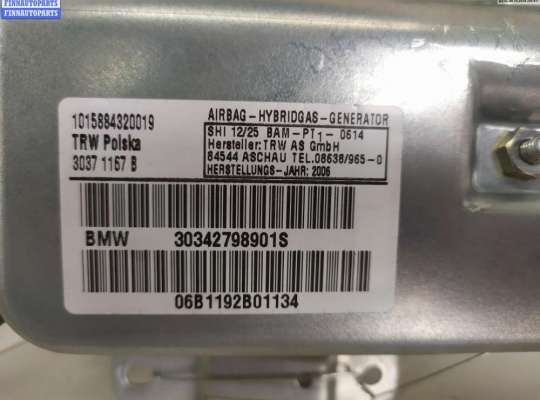 FINNAUTOPARTS
FINNAUTOPARTS
1015884320019
TRW Polska
3037 1157 B
AIRBAG-HYBRIDGAS-GENERATOR
SHI 12/25 BAM-PT1-0614
Hersteller:TRW AS GmbH
84544 ASCHAU TEL.08638/965-0
HERSTELLUNGS-JAHR: 2006
BMW 30342798901S
06B1192B01134